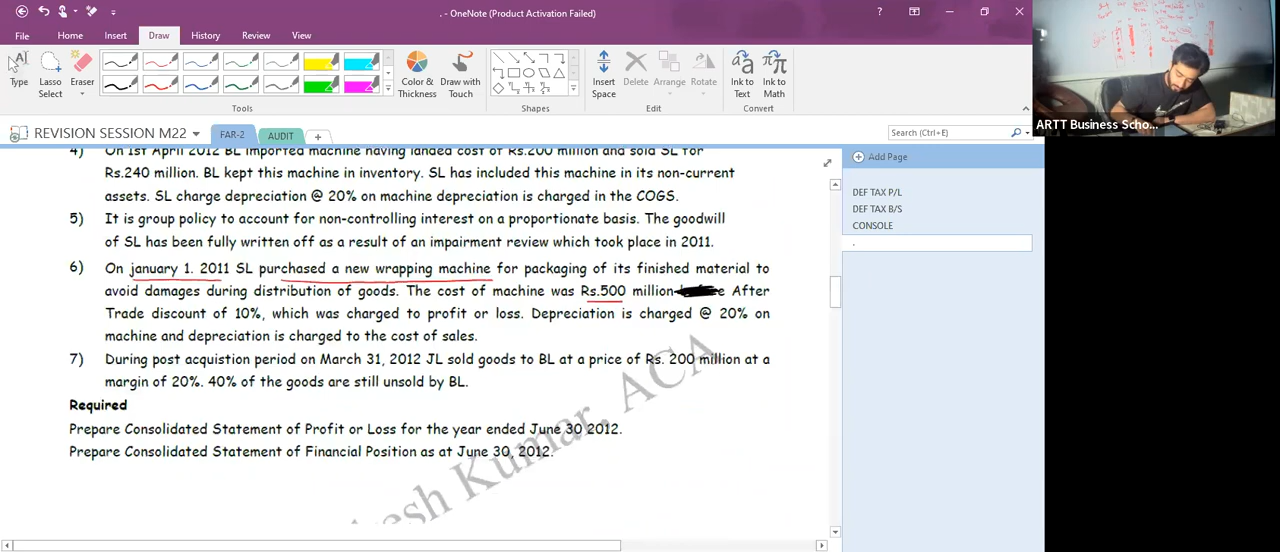 . - OneNote (Product Activation Failed)
?
File Home Insert Draw History Review View
Type
Lasso Select
Eraser
Color & Thickness
Draw with Touch
Insert Space
Delete
Arrange
Rotate
Ink to Text
Ink to Math
Tools Shapes Edit Convert
ARTT Business Scho...
REVISION SESSION M22 FAR-2 AUDIT + Search (Ctrl+E)
Add Page
DEF TAX P/L
DEF TAX B/S
CONSOLE
.
4) On 1st April 2012 BL imported machine having landed cost of Rs.200 million and sold SL for
Rs.240 million. BL kept this machine in inventory. SL has included this machine in its non-current
assets. SL charge depreciation @ 20% on machine depreciation is charged in the COGS.
5) It is group policy to account for non-controlling interest on a proportionate basis. The goodwill
of SL has been fully written off as a result of an impairment review which took place in 2011.
6) On january 1. 2011 SL purchased a new wrapping machine for packaging of its finished material to
avoid damages during distribution of goods. The cost of machine was Rs.500 million After
Trade discount of 10%, which was charged to profit or loss. Depreciation is charged @ 20% on
machine and depreciation is charged to the cost of sales.
7) During post acquistion period on March 31, 2012 JL sold goods to BL at a price of Rs. 200 million at a
margin of 20%. 40% of the goods are still unsold by BL.
Required
Prepare Consolidated Statement of Profit or Loss for the year ended June 30 2012.
Prepare Consolidated Statement of Financial Position as at June 30, 2012.
esh Kumar, ACA